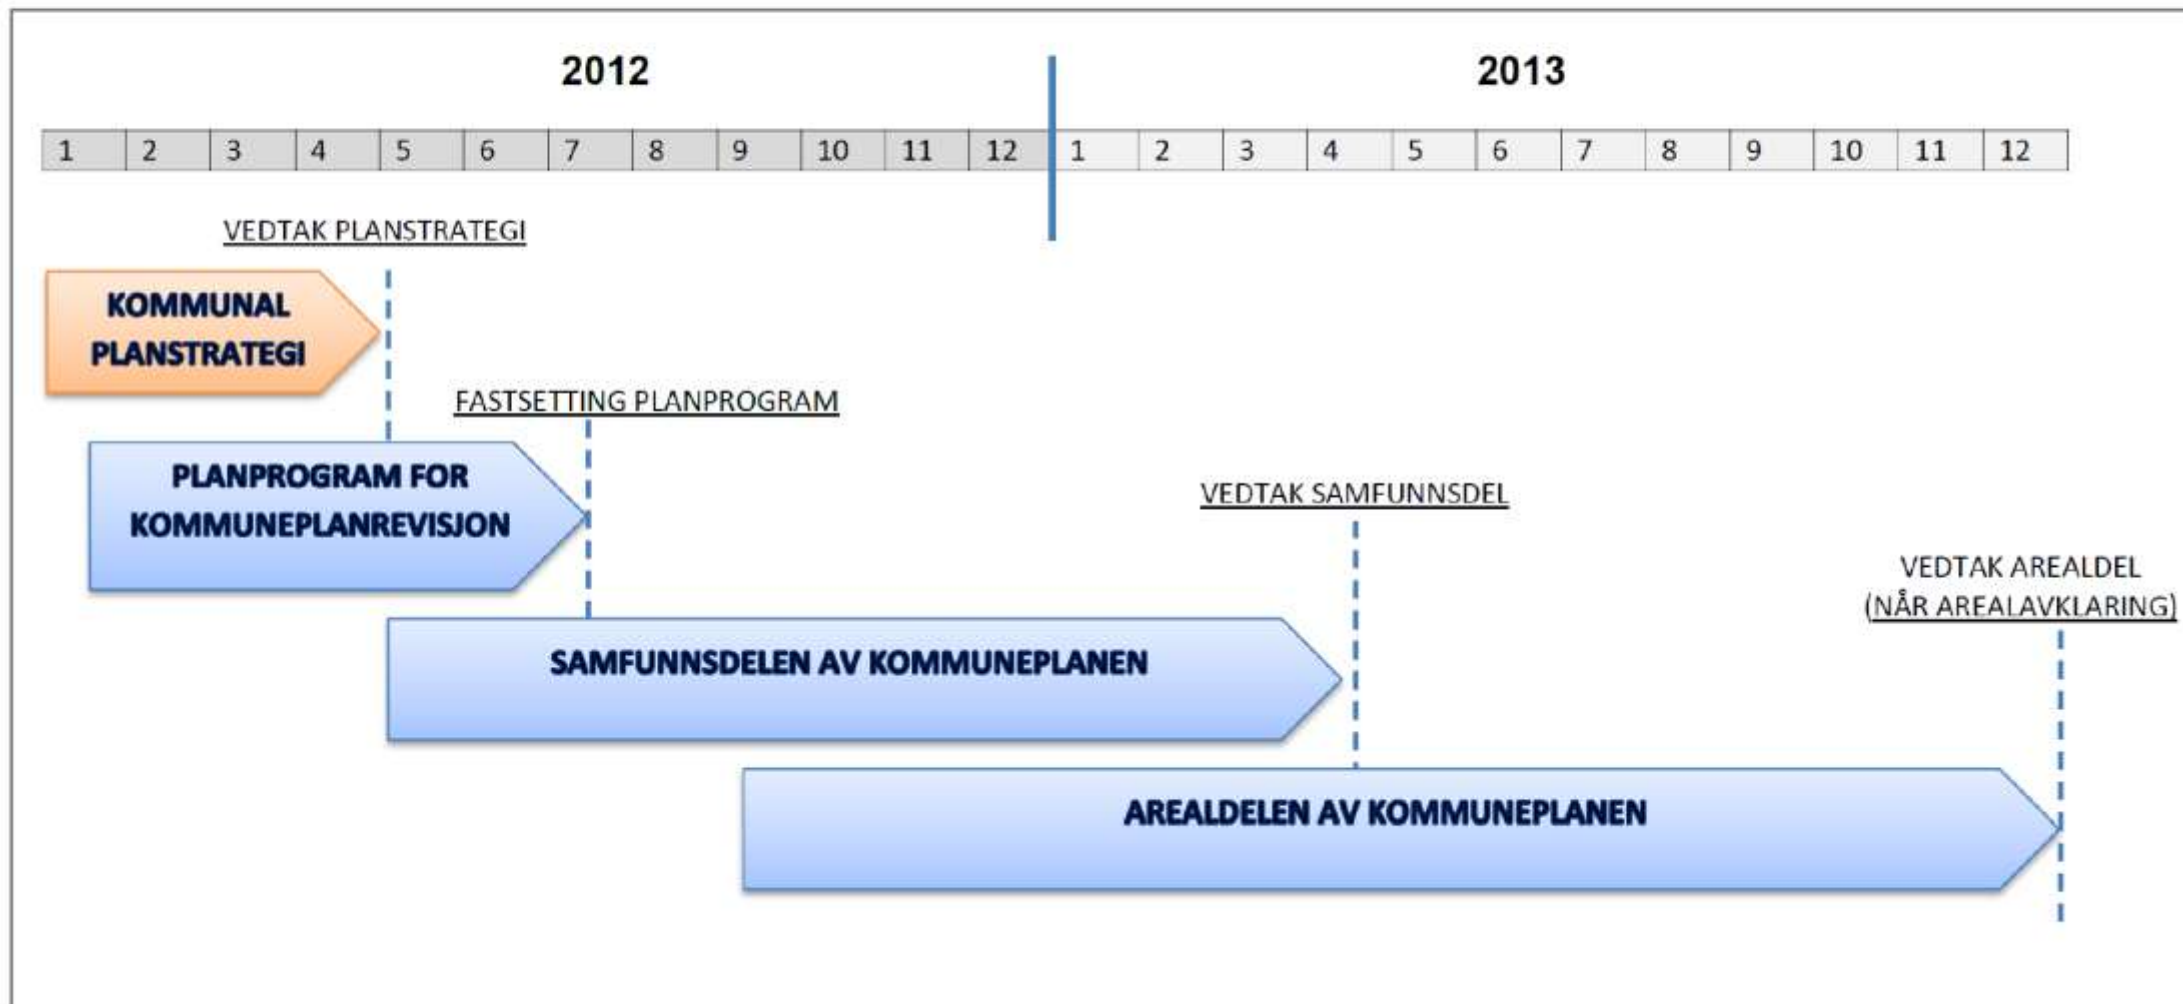 2012 2013
1 2 3 4 5 6 7 8 9 10 11 12 1 2 3 4 5 6 7 8 9 10 11 12
VEDTAK PLANSTRATEGI
KOMMUNAL
PLANSTRATEGI
FASTSETTING PLANPROGRAM
PLANPROGRAM FOR
KOMMUNEPLANREVISJON
VEDTAK SAMFUNNSDEL
VEDTAK AREALDEL
(NÅR AREALAVKLARING)
SAMFUNNSDELEN AV KOMMUNEPLANEN
AREALDELEN AV KOMMUNEPLANEN